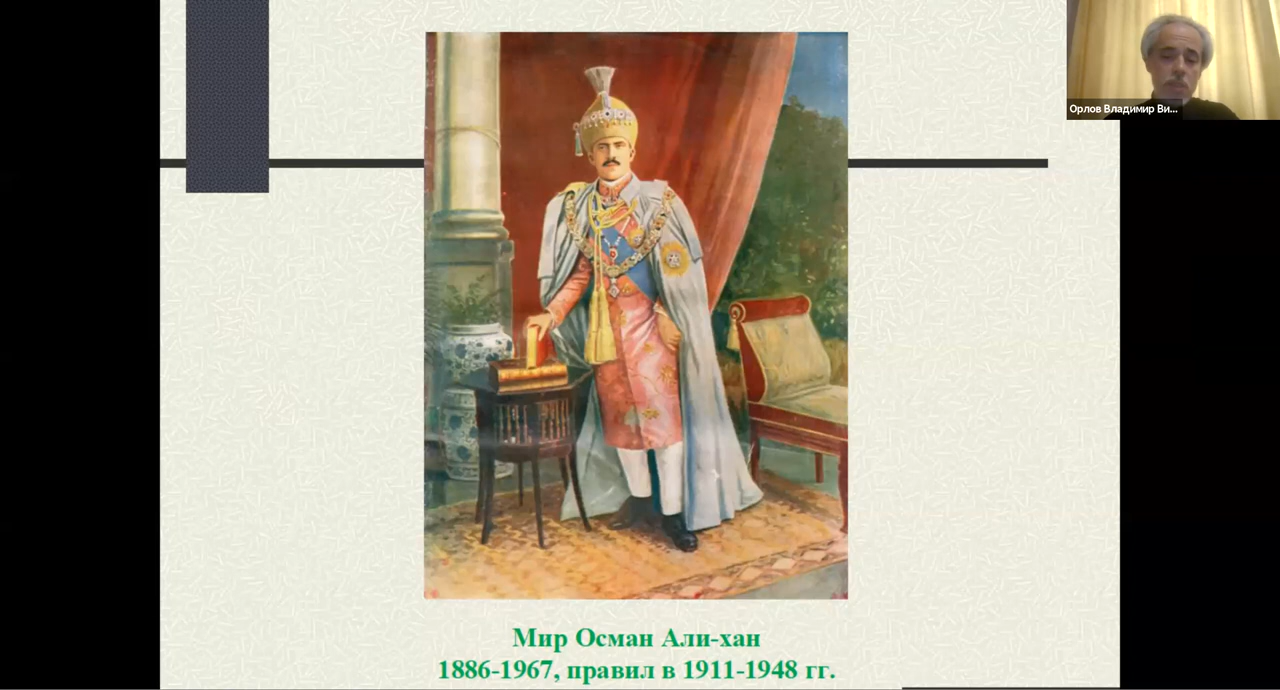 Орлов Владимир Ви...
Мир Осман Али-хан
1886-1967, правил в 1911-1948 гг.